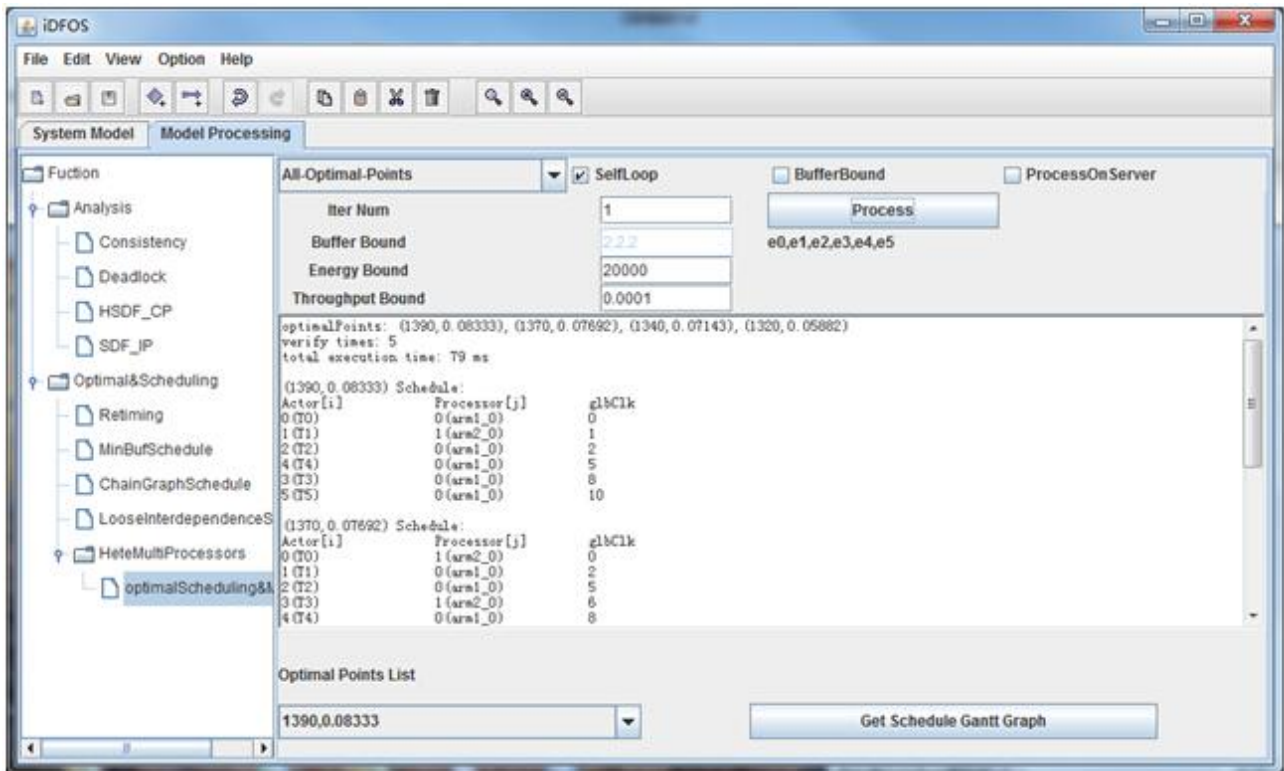 iDFOS
File Edit View Option Help
System Model Model Processing
Fuction
Analysis
Consistency
Deadlock
HSDF_CP
SDF_IP
Optimal&Scheduling
Retiming
MinBufSchedule
ChainGraphSchedule
LooseInterdependenceS
HeteMultiProcessors
optimalScheduling&
All-Optimal-Points SelfLoop BufferBound ProcessOnServer
Iter Num 1 Process
Buffer Bound 2 2 2 e0,e1,e2,e3,e4,e5
Energy Bound 20000
Throughput Bound 0.0001
optimalPoints: (1390,0.08333), (1370,0.07692), (1340,0.07143), (1320,0.05882)
verify times: 5
total execution time: 79 ms
(1390,0.08333) Schedule:
Actor[i] Processor[j] glbClk
0(T0) 0(arm1_0) 0
1(T1) 1(arm2_0) 1
2(T2) 0(arm1_0) 2
4(T4) 0(arm1_0) 5
3(T3) 0(arm1_0) 8
5(T5) 0(arm1_0) 10
(1370,0.07692) Schedule:
Actor[i] Processor[j] glbClk
0(T0) 1(arm2_0) 0
1(T1) 0(arm1_0) 2
2(T2) 0(arm1_0) 5
3(T3) 1(arm2_0) 6
4(T4) 0(arm1_0) 8
Optimal Points List
1390,0.08333 Get Schedule Gantt Graph